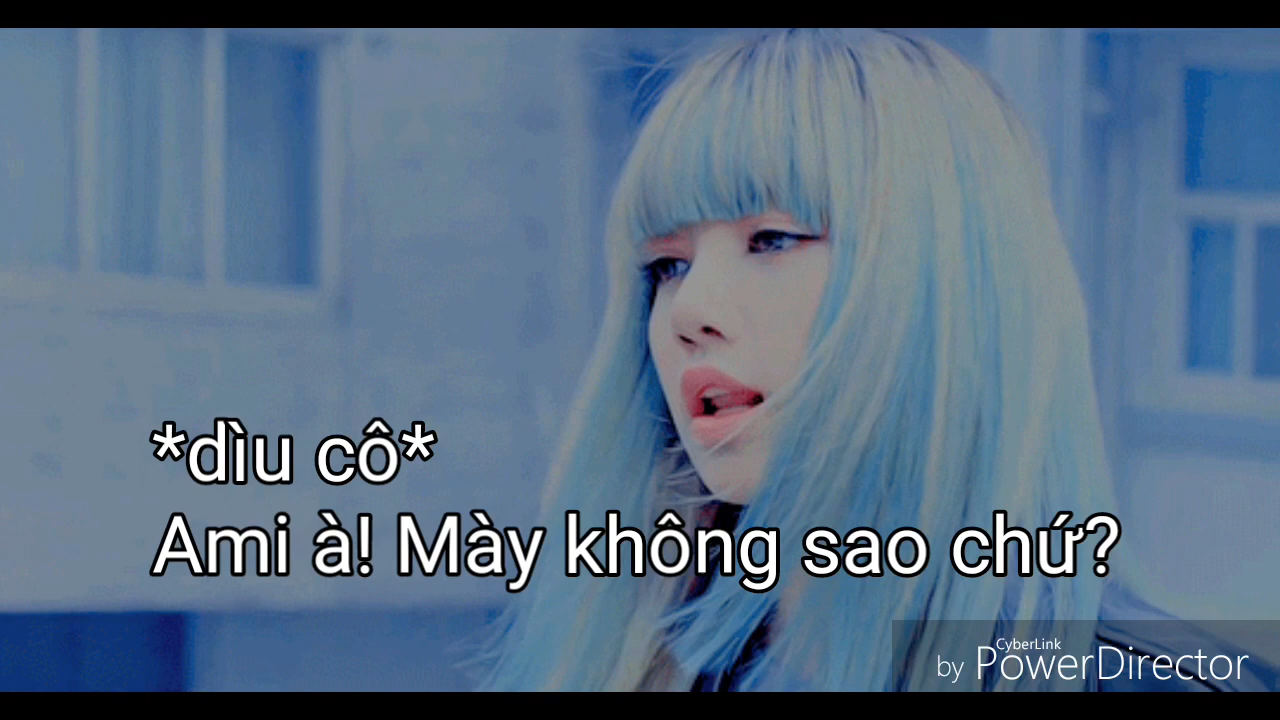 *dìu cô*
Ami à! Mày không sao chứ?
CyberLink
by PowerDirector